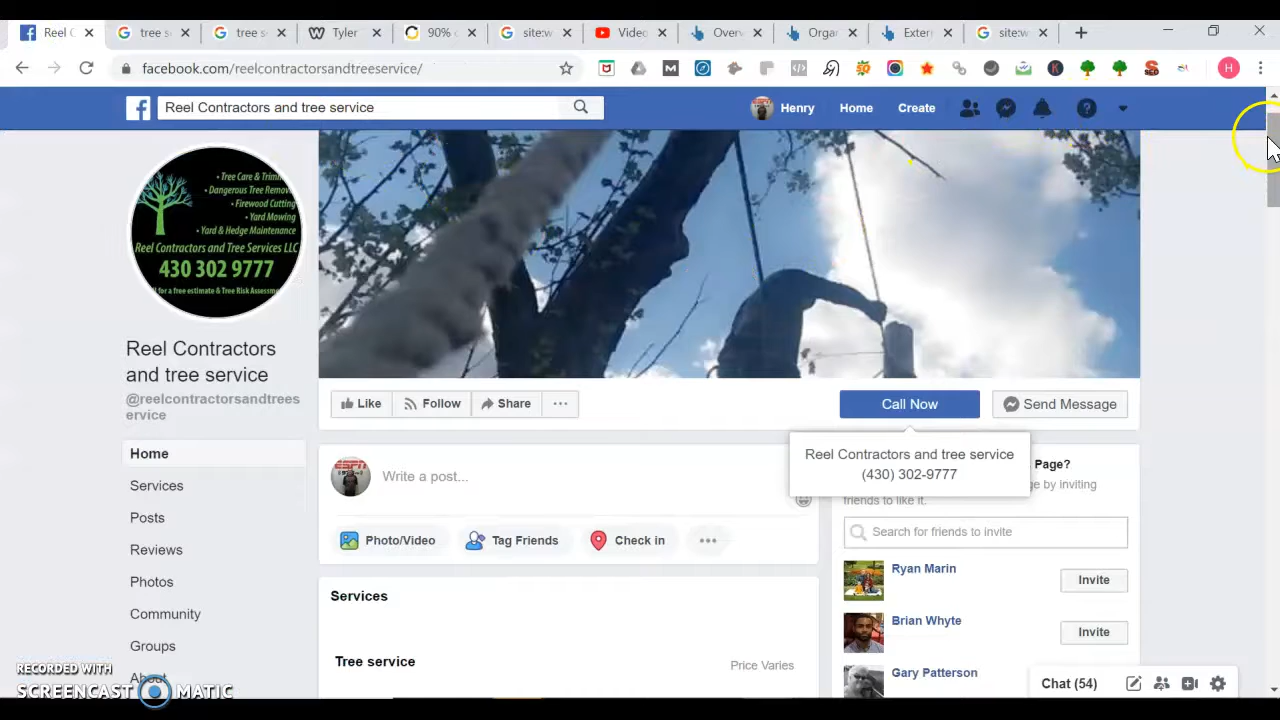 Reel C
tree s
tree s
Tyler
90% c
site:w
Video
Overv
Organ
Extern
site:w
facebook.com/reelcontractorsandtreeservice/
H
Reel Contractors and tree service
Henry
Home
Create
• Tree Care & Trimmi
• Dangerous Tree Remov
• Firewood Cutting
• Yard Mowing
• Yard & Hedge Maintenance
Reel Contractors and Tree Services LLC
430 302 9777
l for a free estimate & Tree Risk Assessme
Reel Contractors
and tree service
@reelcontractorsandtrees
ervice
Like
Follow
Share
Call Now
Send Message
Reel Contractors and tree service
(430) 302-9777
Page?
ge by inviting
friends to like it.
Home
Services
Posts
Reviews
Photos
Community
Groups
About
ESPN
Write a post...
Photo/Video
Tag Friends
Check in
Search for friends to invite
Ryan Marin
Invite
Brian Whyte
Invite
Gary Patterson
Services
Tree service
Price Varies
Chat (54)
RECORDED WITH
SCREENCAST MATIC